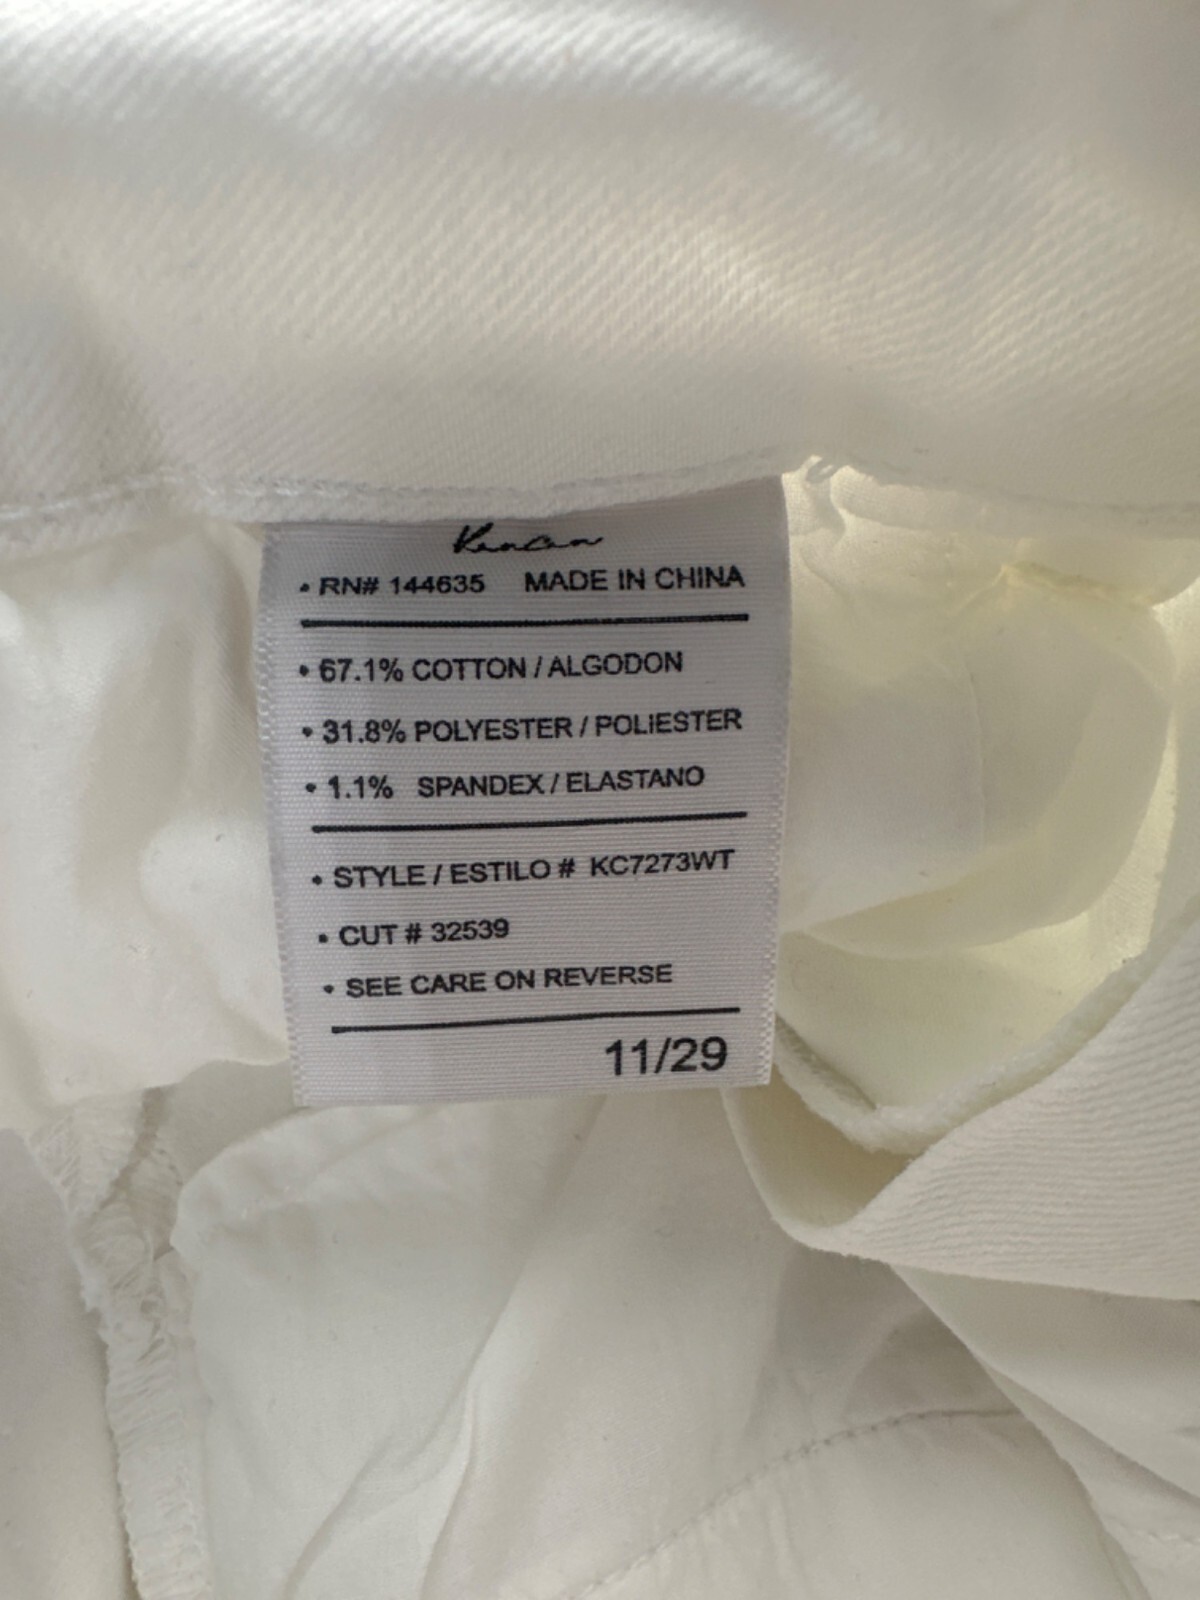 KanCan
• RN# 144635 MADE IN CHINA
• 67.1% COTTON / ALGODON
• 31.8% POLYESTER / POLIESTER
• 1.1% SPANDEX / ELASTANO
• STYLE / ESTILO # KC7273WT
• CUT # 32539
• SEE CARE ON REVERSE
11/29